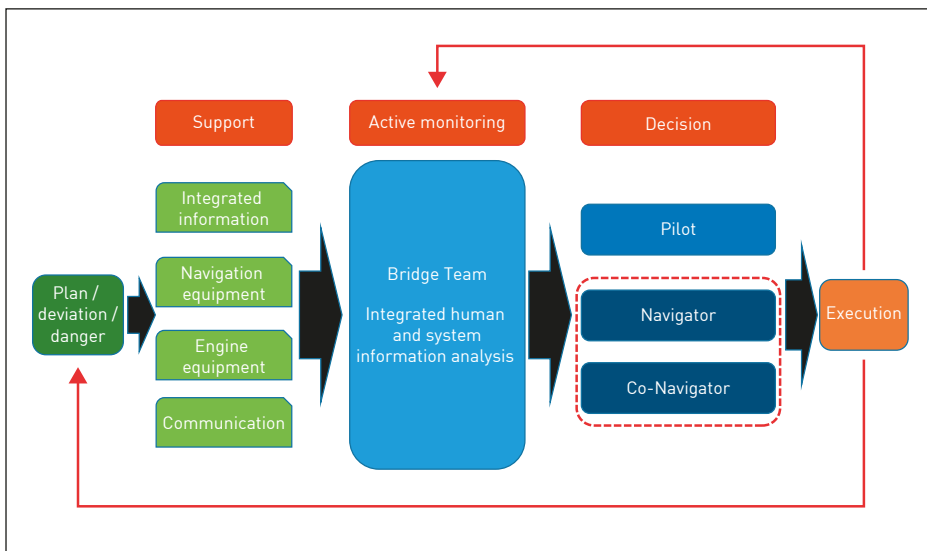 Support
Active monitoring
Decision
Integrated
information
Navigation
equipment
Engine
equipment
Communication
Plan /
deviation /
danger
Bridge Team
Integrated human
and system
information analysis
Pilot
Navigator
Co-Navigator
Execution